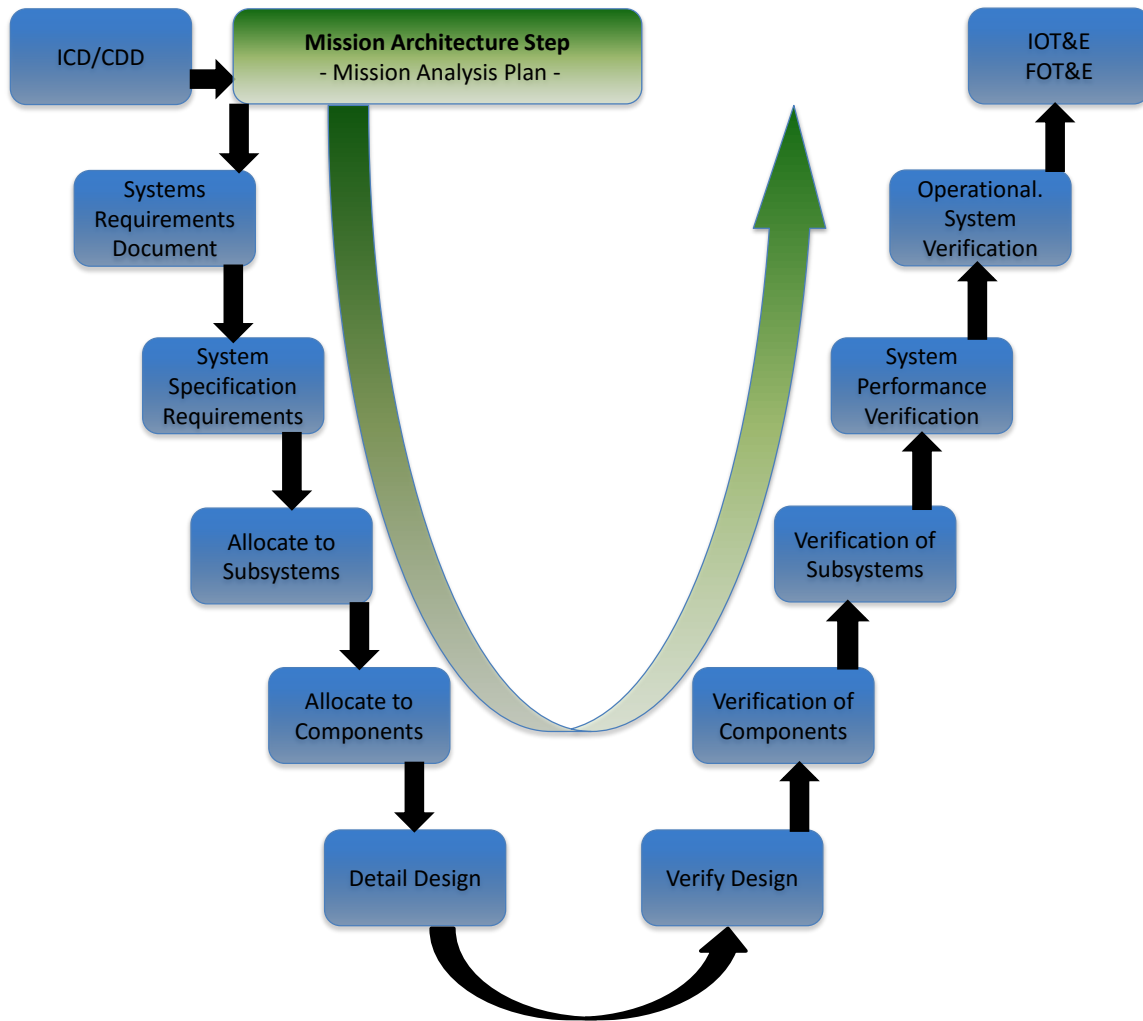 ICD/CDD
Mission Architecture Step
- Mission Analysis Plan -
IOT&E
FOT&E
Systems
Requirements
Document
Operational.
System
Verification
System
Specification
Requirements
System
Performance
Verification
Allocate to
Subsystems
Verification of
Subsystems
Allocate to
Components
Verification of
Components
Detail Design
Verify Design